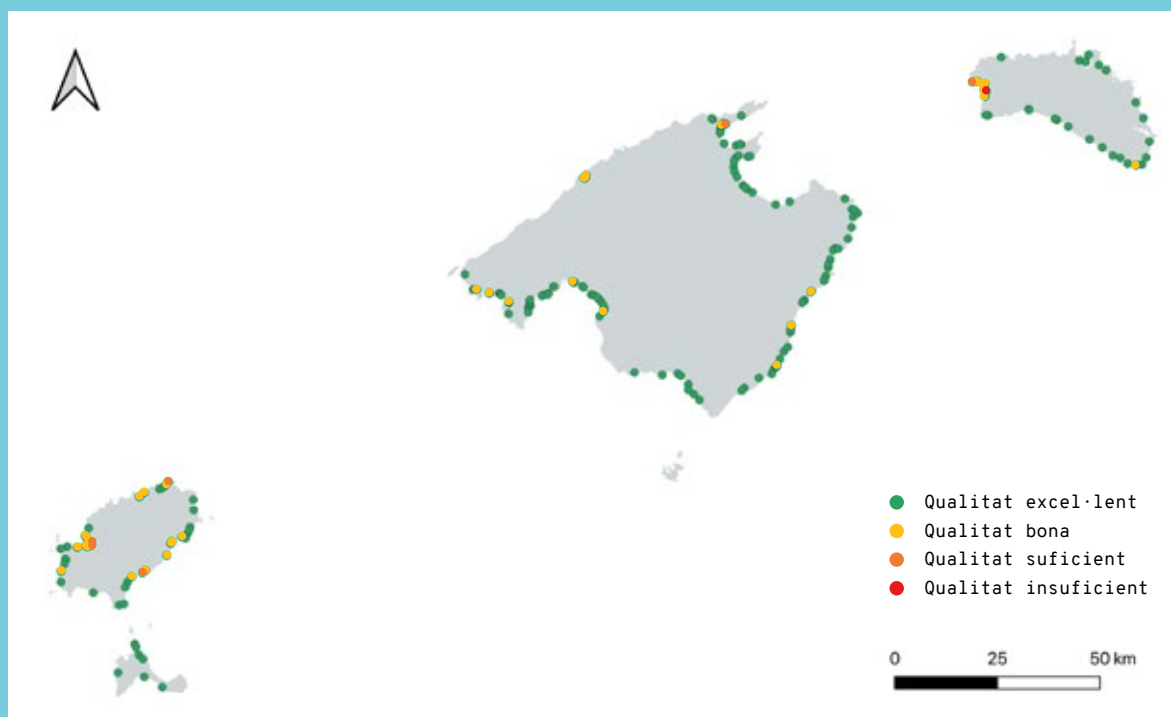 Qualitat excel·lent
Qualitat bona
Qualitat suficient
Qualitat insuficient
0 25 50 km